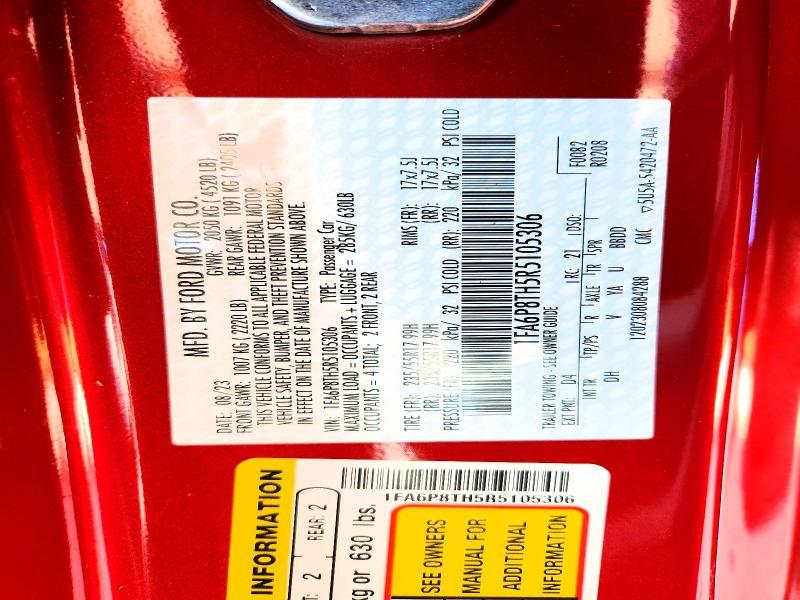 MFD. BY FORD MOTOR CO.
DATE: 08/23 GVWR: 2050 KG ( 4520 LB)
FRONT GAWR: 1007 KG ( 2220 LB) REAR GAWR: 1091 KG ( 2405 LB)
THIS VEHICLE CONFORMS TO ALL APPLICABLE FEDERAL MOTOR
VEHICLE SAFETY, BUMPER, AND THEFT PREVENTION STANDARDS
IN EFFECT ON THE DATE OF MANUFACTURE SHOWN ABOVE.
VIN: 1FA6P8TH5R5105306 TYPE: Passenger Car
MAXIMUM LOAD = OCCUPANTS + LUGGAGE = 285KG/ 630LB
OCCUPANTS = 4 TOTAL; 2 FRONT, 2 REAR
TIRE (FR): 235/55R17 99H RIMS (FR): 17x7.5J
(RR): 235/55R17 99H (RR): 17x7.5J
PRESSURE (FR): 220 kPa/ 32 PSI COLD (RR): 220 kPa/ 32 PSI COLD
1FA6P8TH5R5105306
TRAILER TOWING - SEE OWNER GUIDE
EXT PNT: D4 RC: 21 DSO: F00B2
R0208
INT TR TP/PS R AXLE TR SPR
DH V YA U BBDD
1202308084288 CMC ▽5U5A-5420472-AA
INFORMATION
T: 2 REAR: 2
kg or 630 lbs.
1FA6P8TH5R5105306
SEE OWNERS
MANUAL FOR
ADDITIONAL
INFORMATION